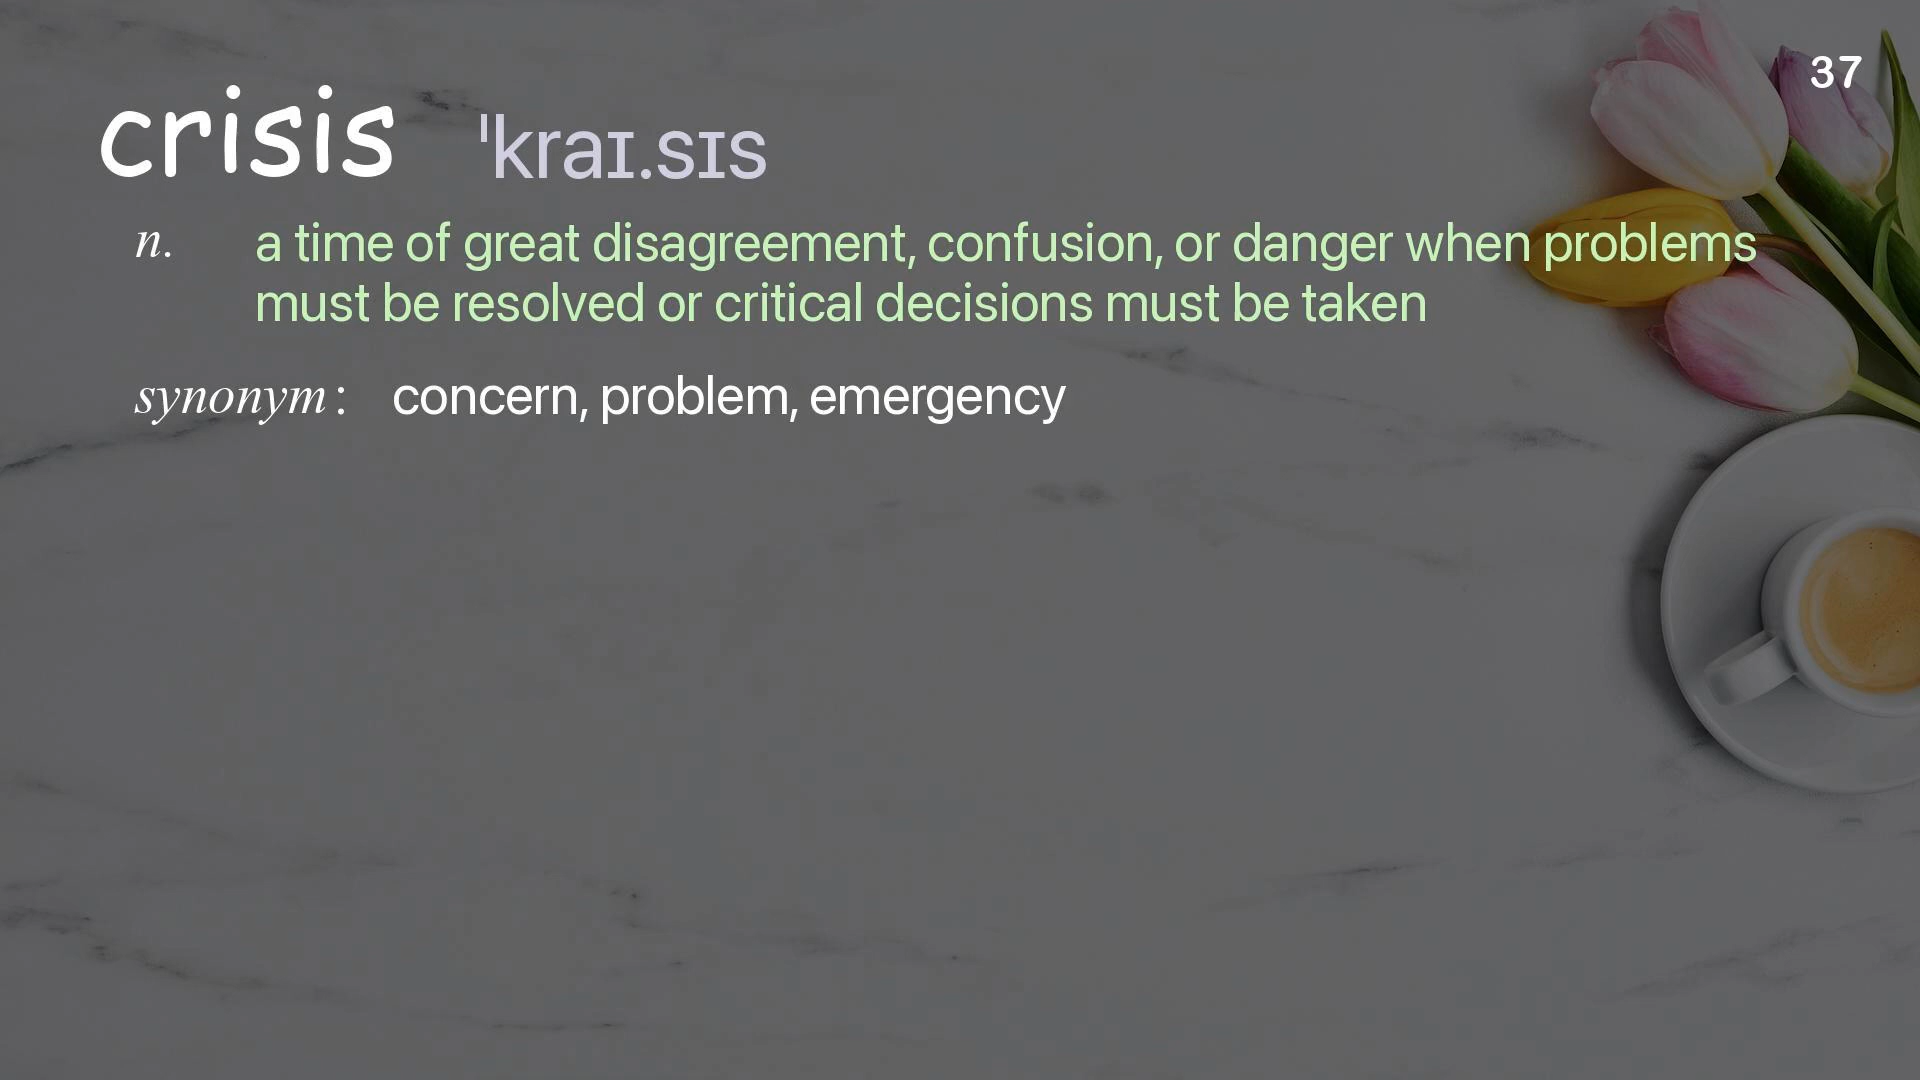 37
crisis ˈkraɪ.sɪs
n. a time of great disagreement, confusion, or danger when problems
must be resolved or critical decisions must be taken
synonym : concern, problem, emergency